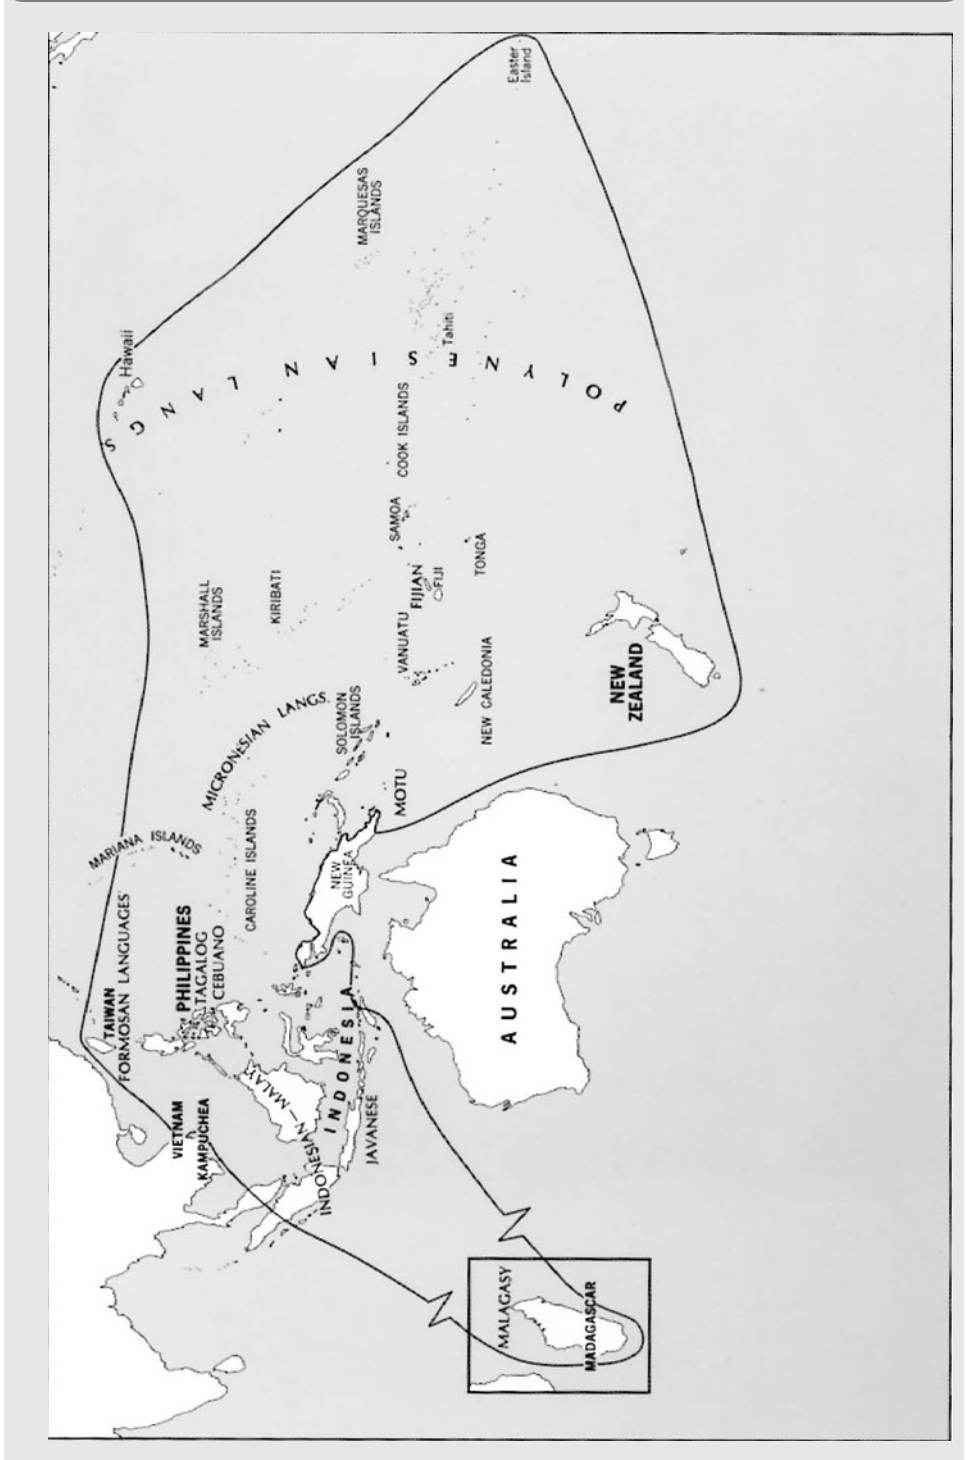 Easter
Island
MARQUESAS
ISLANDS
Hawaii
Tahiti
POLYNESIAN LANGS
COOK ISLANDS
SAMOA
TONGA
FIJIAN
FIJI
KIRIBATI
MARSHALL
ISLANDS
VANUATU
NEW CALEDONIA
NEW
ZEALAND
SOLOMON
ISLANDS
MICRONESIAN LANGS.
MOTU
MARIANA ISLANDS
CAROLINE ISLANDS
NEW
GUINEA
AUSTRALIA
TAIWAN
FORMOSAN LANGUAGES
PHILIPPINES
TAGALOG
CEBUANO
INDONESIA
INDONESIAN–MALAY
JAVANESE
VIETNAM
KAMPUCHEA
MALAGASY
MADAGASCAR